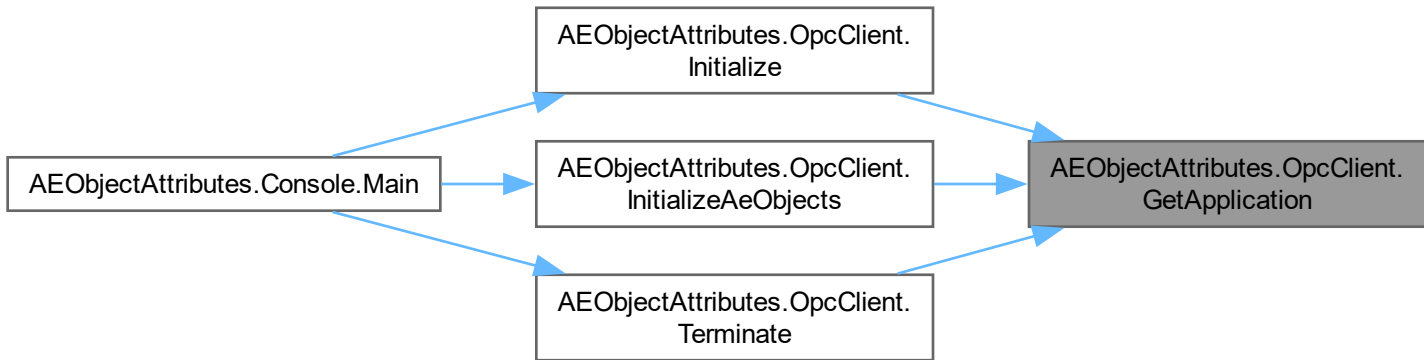 AEObjectAttributes.OpcClient.
Initialize
AEObjectAttributes.Console.Main
AEObjectAttributes.OpcClient.
InitializeAeObjects
AEObjectAttributes.OpcClient.
GetApplication
AEObjectAttributes.OpcClient.
Terminate